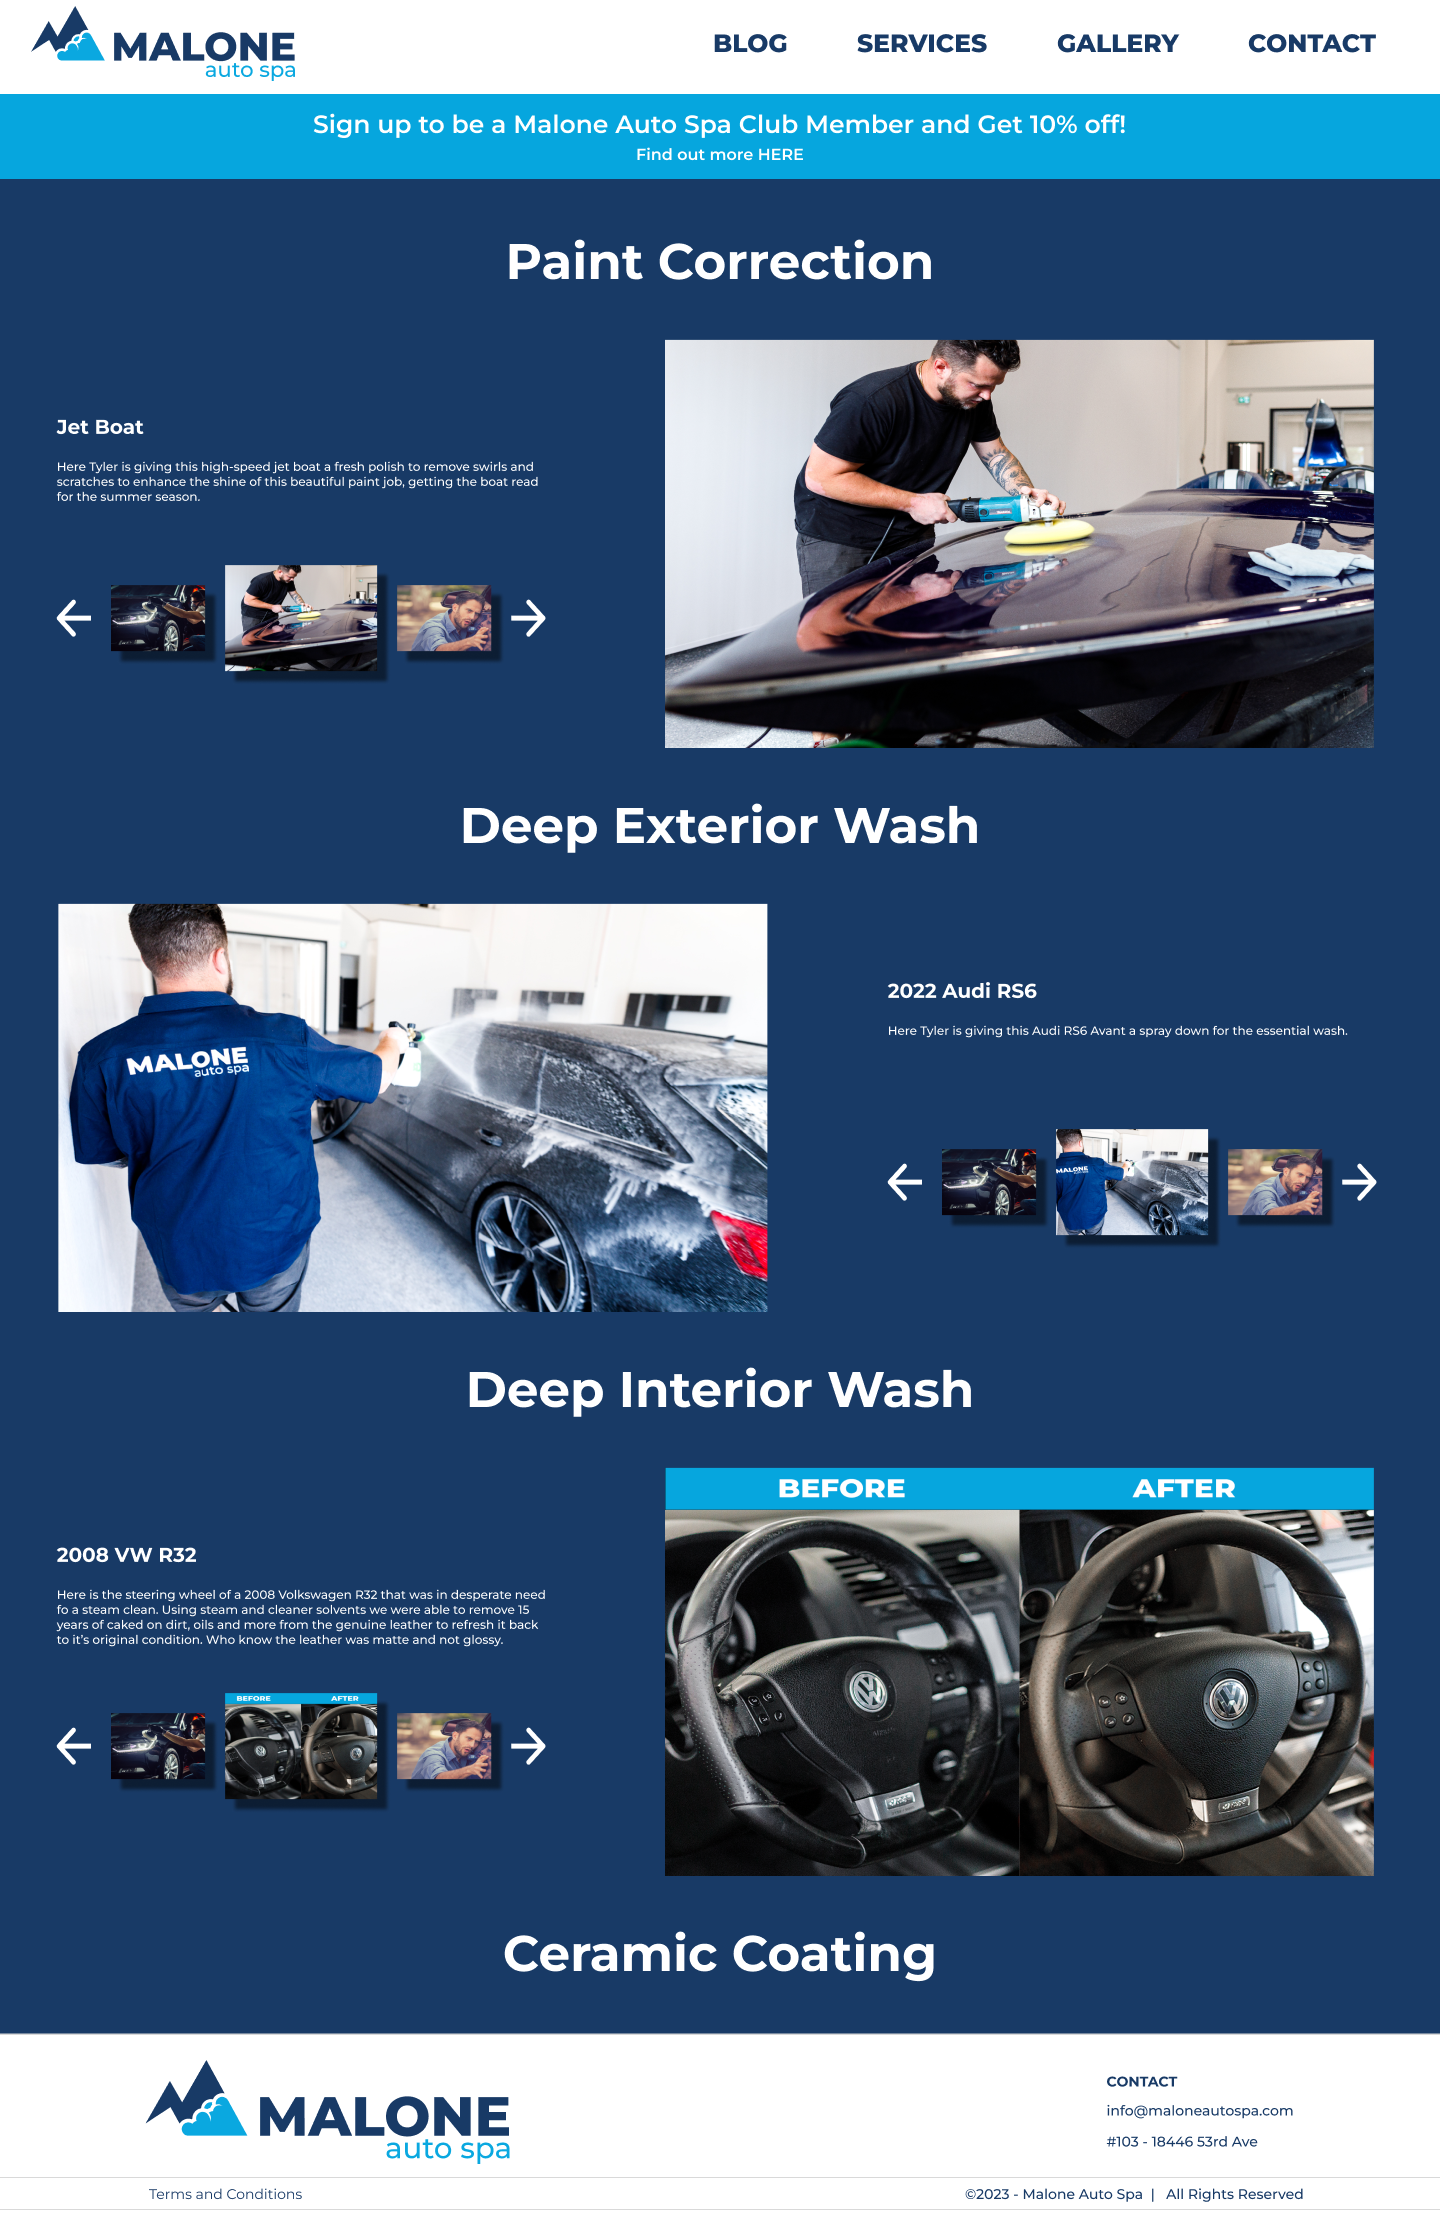 MALONE
auto spa
BLOG SERVICES GALLERY CONTACT
Sign up to be a Malone Auto Spa Club Member and Get 10% off!
Find out more HERE
Paint Correction
Jet Boat
Here Tyler is giving this high-speed jet boat a fresh polish to remove swirls and
scratches to enhance the shine of this beautiful paint job, getting the boat read
for the summer season.
Deep Exterior Wash
MALONE
auto spa
2022 Audi RS6
Here Tyler is giving this Audi RS6 Avant a spray down for the essential wash.
MALONE
Deep Interior Wash
BEFORE AFTER
2008 VW R32
Here is the steering wheel of a 2008 Volkswagen R32 that was in desperate need
fo a steam clean. Using steam and cleaner solvents we were able to remove 15
years of caked on dirt, oils and more from the genuine leather to refresh it back
to it's original condition. Who know the leather was matte and not glossy.
BEFORE AFTER
Ceramic Coating
MALONE
auto spa
CONTACT
info@maloneautospa.com
#103 - 18446 53rd Ave
Terms and Conditions
©2023 - Malone Auto Spa | All Rights Reserved